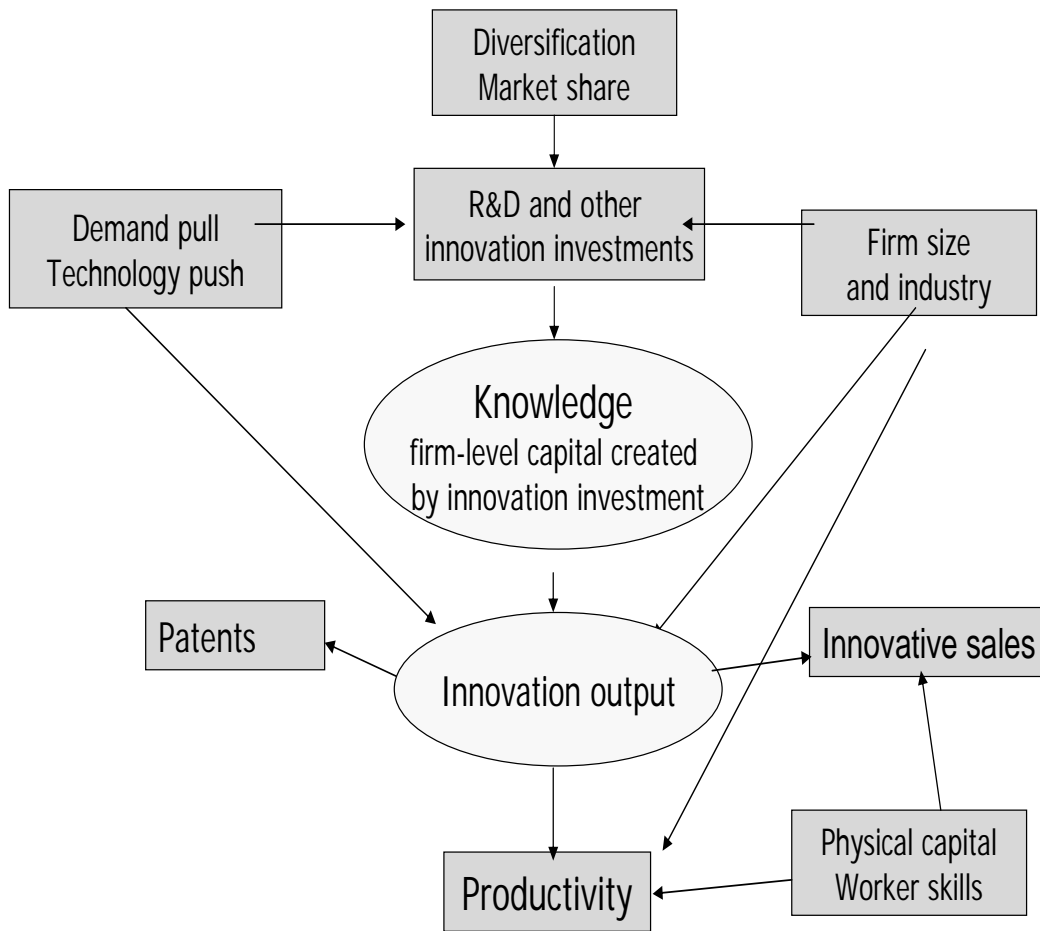 Diversification
Market share
R&D and other
innovation investments
Demand pull
Technology push
Firm size
and industry
Knowledge
firm-level capital created
by innovation investment
Patents
Innovation output
Innovative sales
Physical capital
Worker skills
Productivity